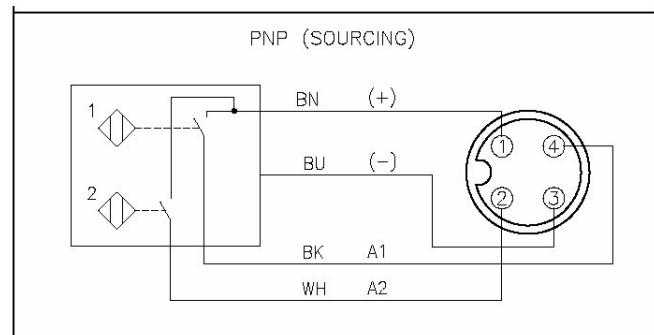 PNP (SOURCING)
BN (+)
1
1 4
BU (-)
2
2 3
BK A1
WH A2